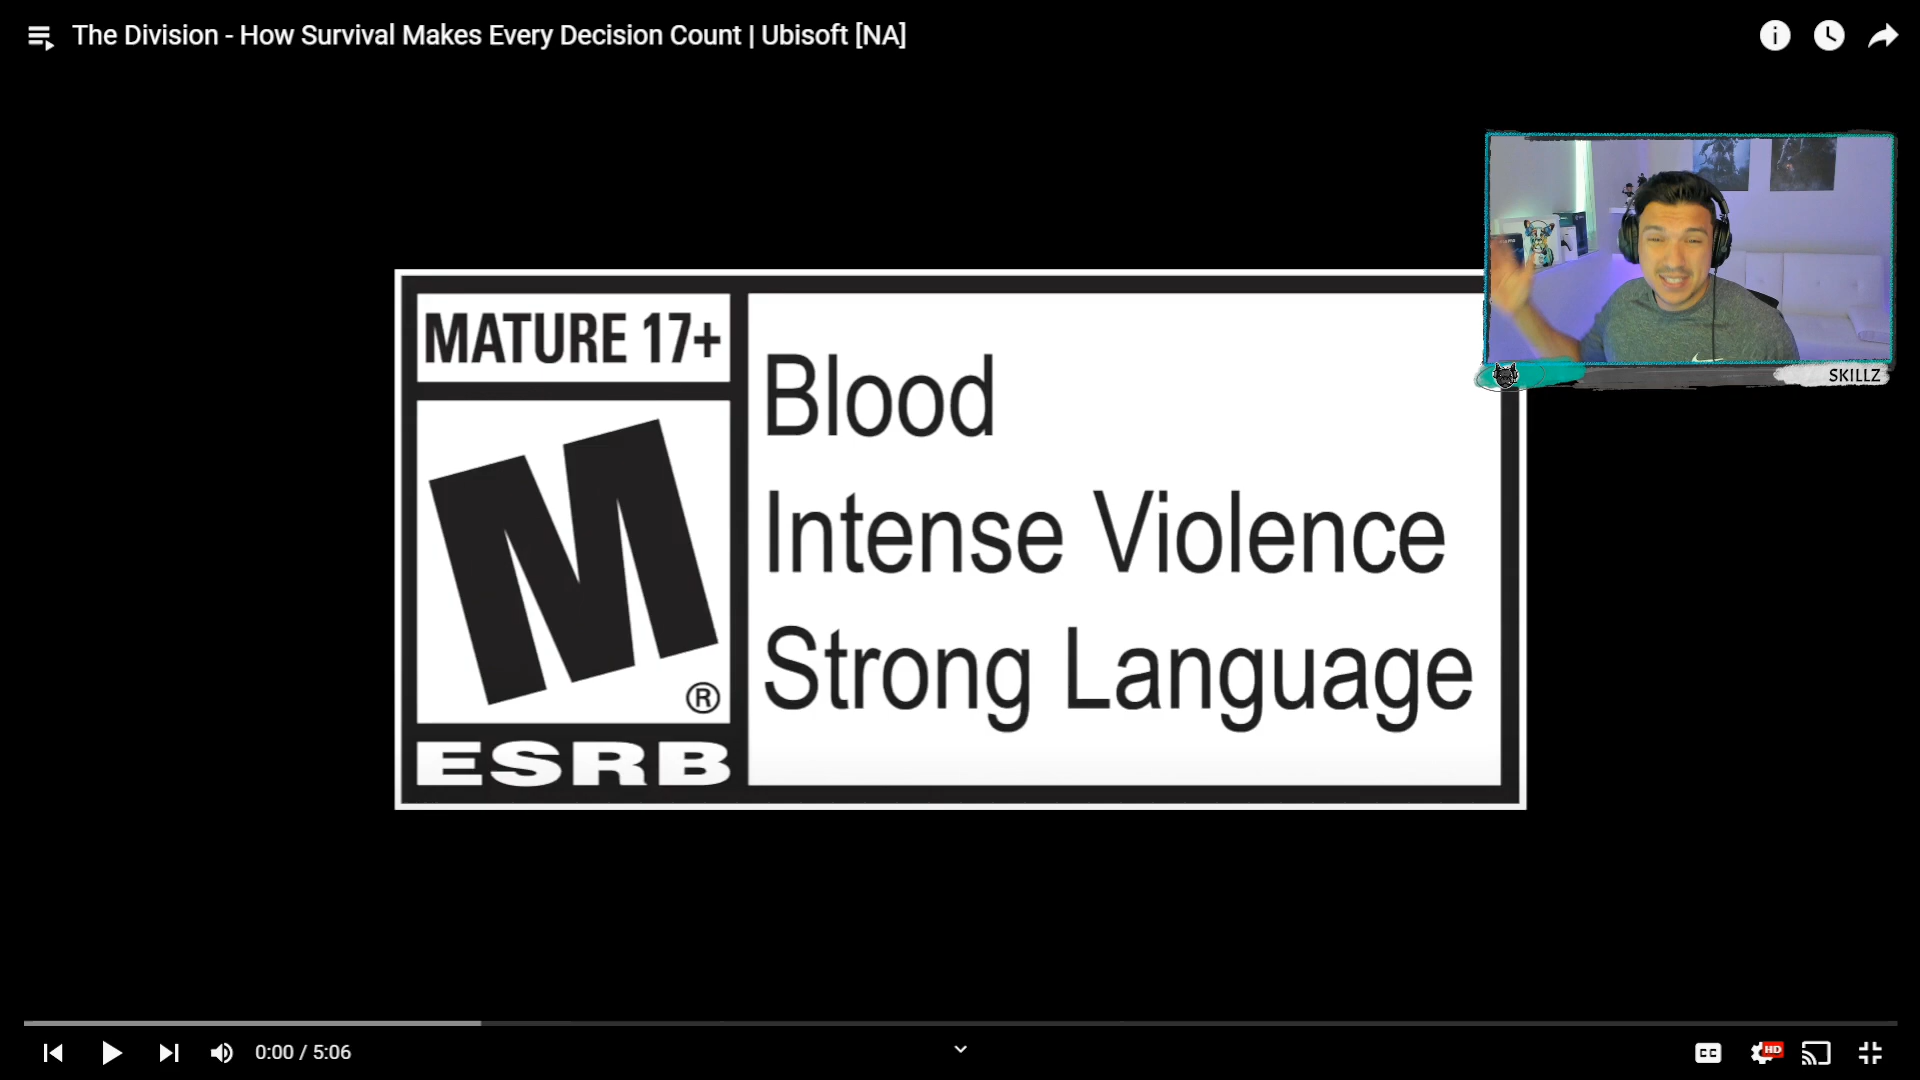 The Division - How Survival Makes Every Decision Count | Ubisoft [NA]
MATURE 17+
M
®
ESRB
Blood
Intense Violence
Strong Language
SKILLZ
0:00 / 5:06
CC
HD